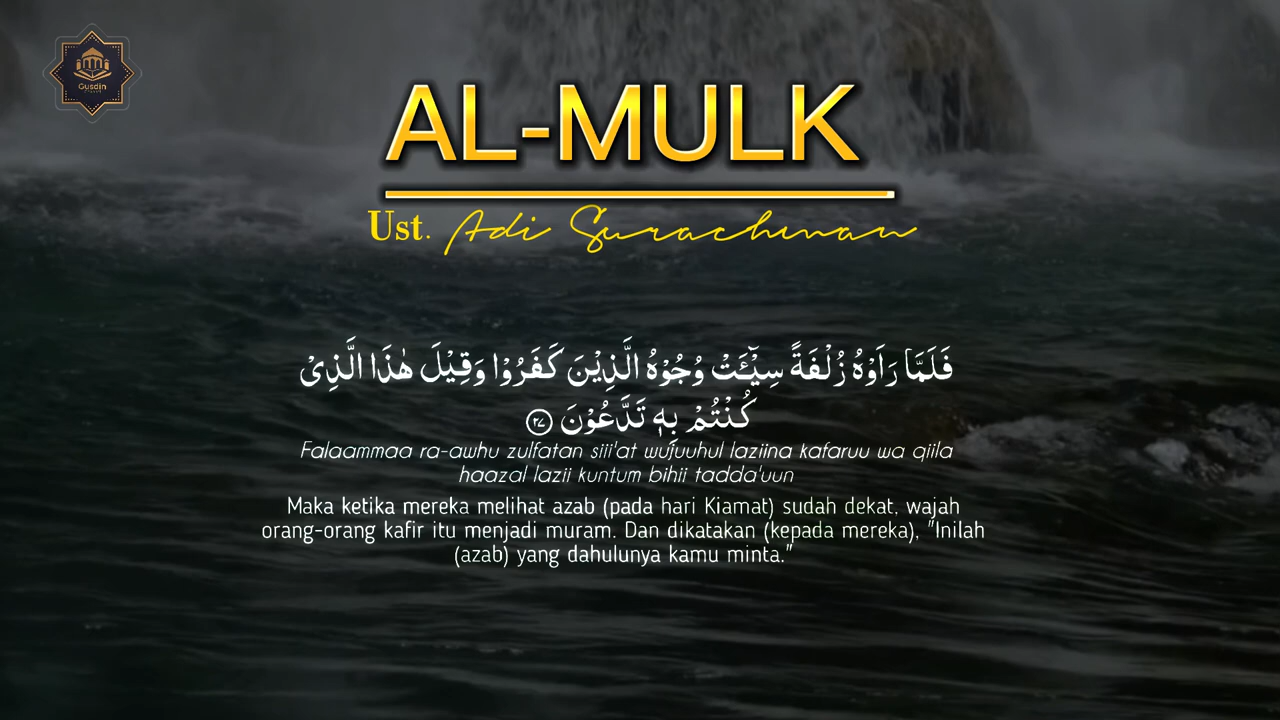 Gusdin
AL-MULK
Ust. Adi Surachman
فَلَمَّا رَاَوْهُ زُلْفَةً سِيْۤـَٔتْ وُجُوْهُ الَّذِيْنَ كَفَرُوْا وَقِيْلَ هٰذَا الَّذِيْ
كُنْتُمْ بِهٖ تَدَّعُوْنَ ٢٧
Falaammaa ra-awhu zulfatan siii'at wujuuhul laziina kafaruu wa qiila
haazal lazii kuntum bihii tadda'uun
Maka ketika mereka melihat azab (pada hari Kiamat) sudah dekat, wajah
orang-orang kafir itu menjadi muram. Dan dikatakan (kepada mereka), "Inilah
(azab) yang dahulunya kamu minta."